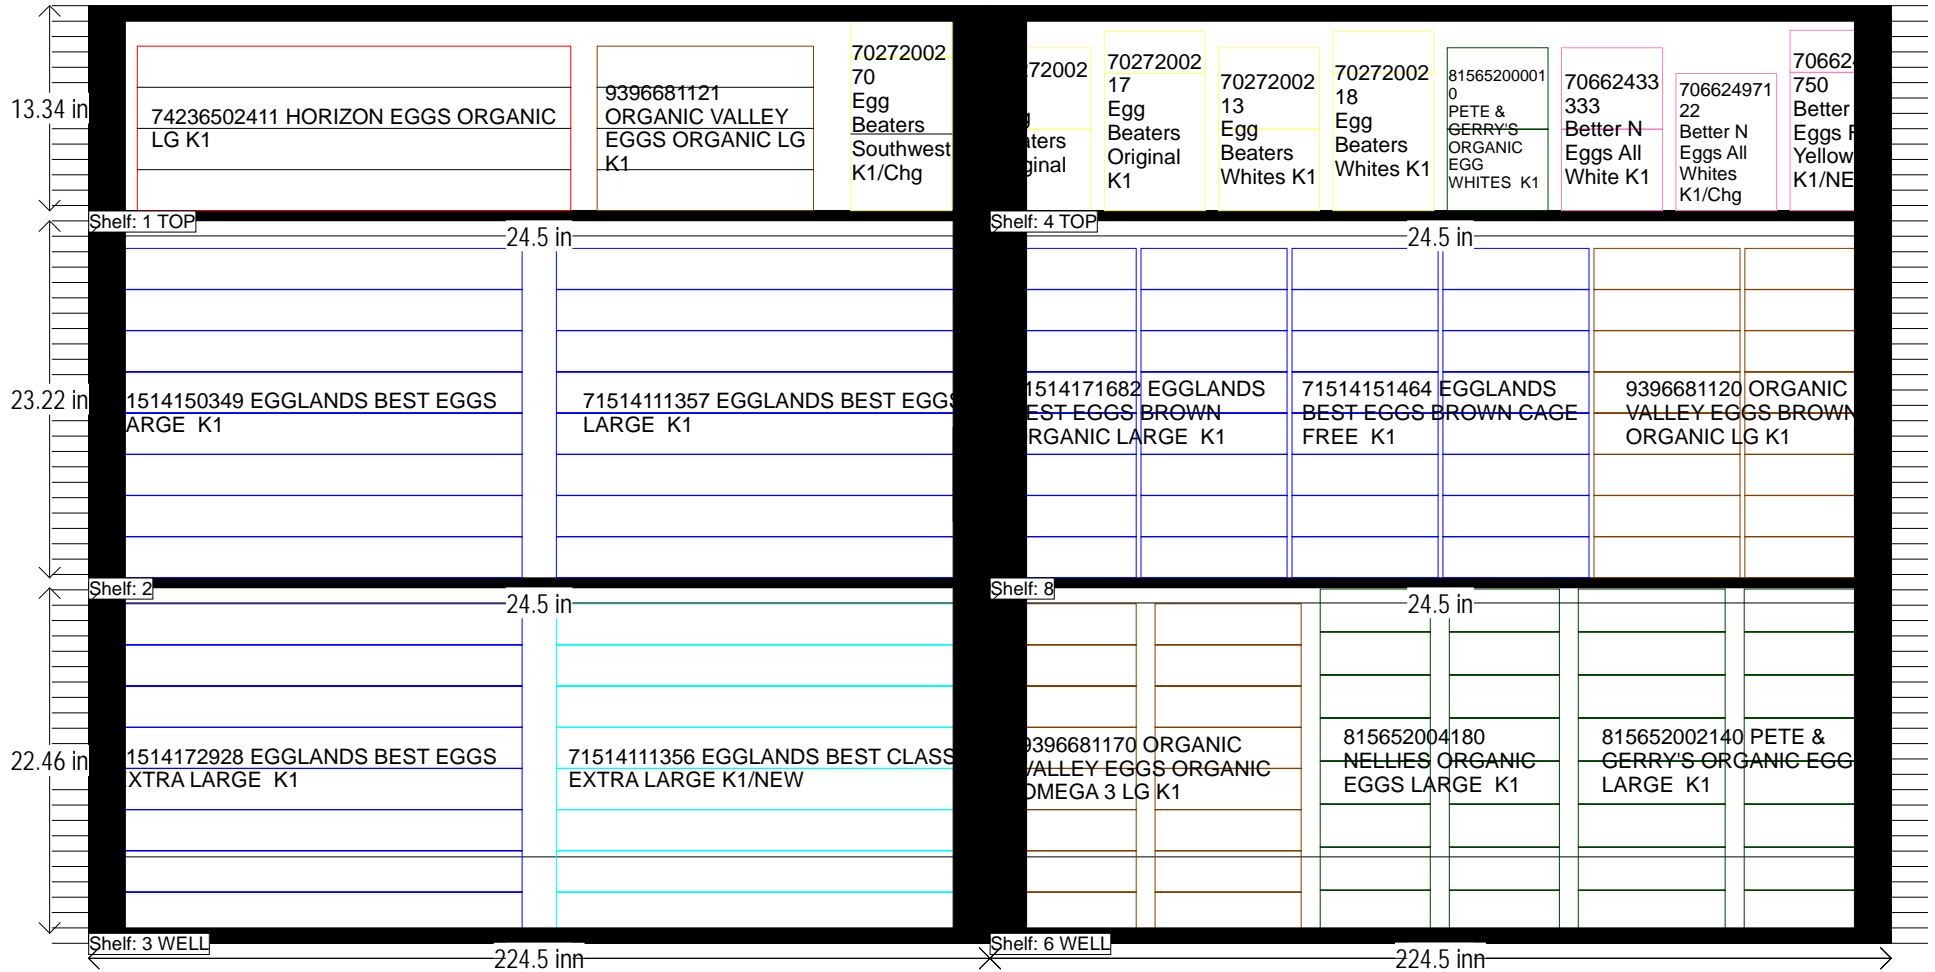 13.34 in
74236502411 HORIZON EGGS ORGANIC
LG K1
9396681121
ORGANIC VALLEY
EGGS ORGANIC LG
K1
70272002
70
Egg
Beaters
Southwest
K1/Chg
72002
ginal
70272002
17
Egg
Beaters
Original
K1
70272002
13
Egg
Beaters
Whites K1
70272002
18
Egg
Beaters
Whites K1
81565200001
0
PETE &
GERRY'S
ORGANIC
EGG
WHITES K1
70662433
333
Better N
Eggs All
White K1
706624971
22
Better N
Eggs All
Whites
K1/Chg
70662
750
Better
Eggs F
Yellow
K1/NE
Shelf: 1 TOP
Shelf: 4 TOP
24.5 in
24.5 in
23.22 in
1514150349 EGGLANDS BEST EGGS
ARGE K1
71514111357 EGGLANDS BEST EGGS
LARGE K1
1514171682 EGGLANDS
EST EGGS BROWN
RGANIC LARGE K1
71514151464 EGGLANDS
BEST EGGS BROWN CAGE
FREE K1
9396681120 ORGANIC
VALLEY EGGS BROWN
ORGANIC LG K1
Shelf: 2
Shelf: 8
24.5 in
24.5 in
22.46 in
1514172928 EGGLANDS BEST EGGS
XTRA LARGE K1
71514111356 EGGLANDS BEST CLASS
EXTRA LARGE K1/NEW
9396681170 ORGANIC
VALLEY EGGS ORGANIC
OMEGA 3 LG K1
815652004180
NELLIES ORGANIC
EGGS LARGE K1
815652002140 PETE &
GERRY'S ORGANIC EGG
LARGE K1
Shelf: 3 WELL
Shelf: 6 WELL
224.5 inn
224.5 inn